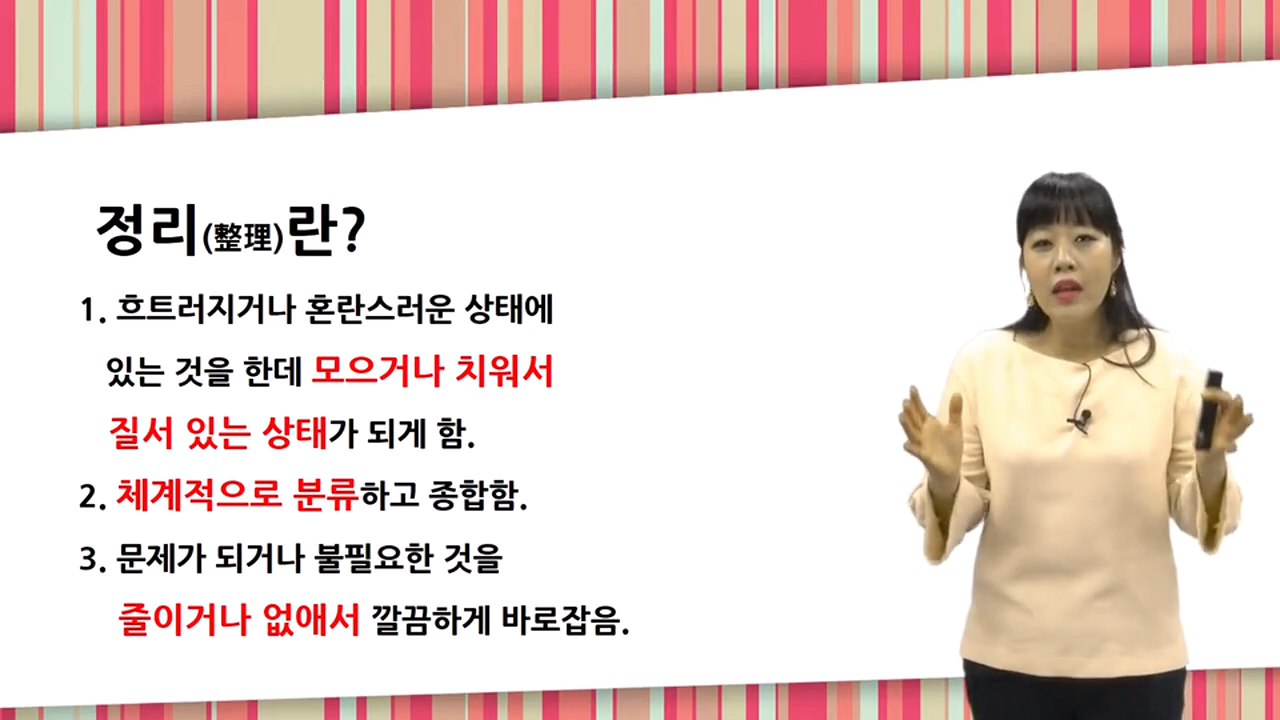 정리(整理)란?
1. 흐트러지거나 혼란스러운 상태에
있는 것을 한데 모으거나 치워서
질서 있는 상태가 되게 함.
2. 체계적으로 분류하고 종합함.
3. 문제가 되거나 불필요한 것을
줄이거나 없애서 깔끔하게 바로잡음.